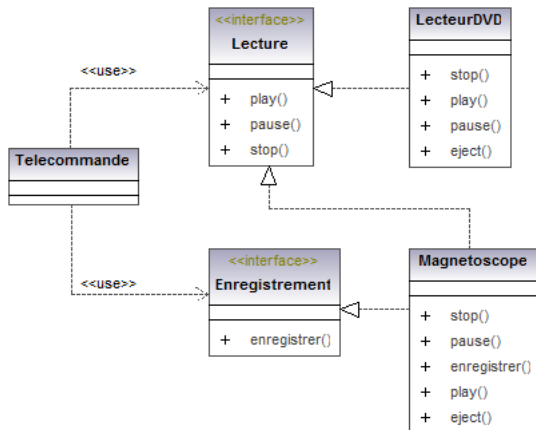 <<interface>>
Lecture
+ play()
+ pause()
+ stop()
LecteurDVD
+ stop()
+ play()
+ pause()
+ eject()
<<use>>
Telecommande
<<use>>
<<interface>>
Enregistrement
+ enregistrer()
Magnetoscope
+ stop()
+ pause()
+ enregistrer()
+ play()
+ eject()